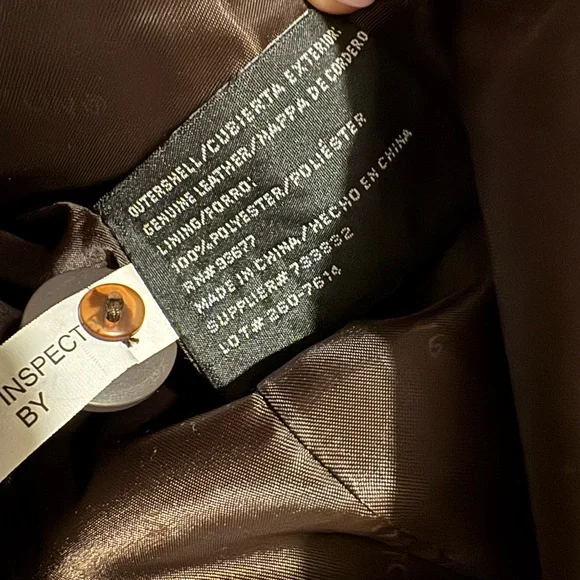 OUTERSHELL/CUBIERTA EXTERIOR:
GENUINE LEATHER/NAPPA DE CORDERO
LINING/FORRO:
100%POLYESTER/POLIÉSTER
RN#93677
MADE IN CHINA/HECHO EN CHINA
SUPPLIER#733932
LOT#260-7614
INSPECT
BY